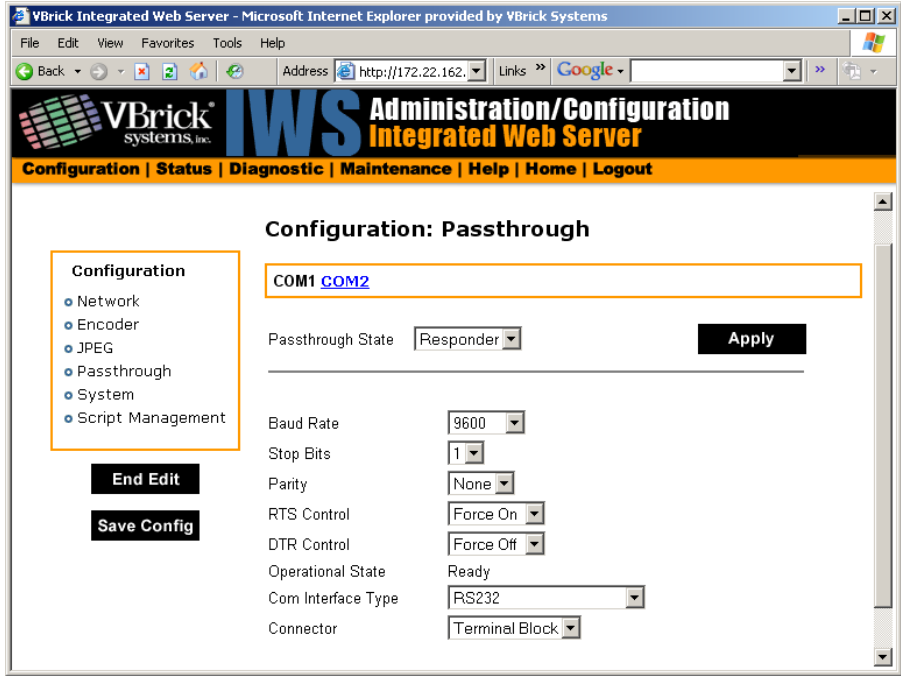 VBrick Integrated Web Server - Microsoft Internet Explorer provided by VBrick Systems
File Edit View Favorites Tools Help
Back Address http://172.22.162. Links » Google »
VBrick systems, inc. IWS Administration/Configuration
Integrated Web Server
Configuration | Status | Diagnostic | Maintenance | Help | Home | Logout
Configuration: Passthrough
Configuration
Network
Encoder
JPEG
Passthrough
System
Script Management
End Edit
Save Config
COM1 COM2
Passthrough State Responder Apply
Baud Rate 9600
Stop Bits 1
Parity None
RTS Control Force On
DTR Control Force Off
Operational State Ready
Com Interface Type RS232
Connector Terminal Block